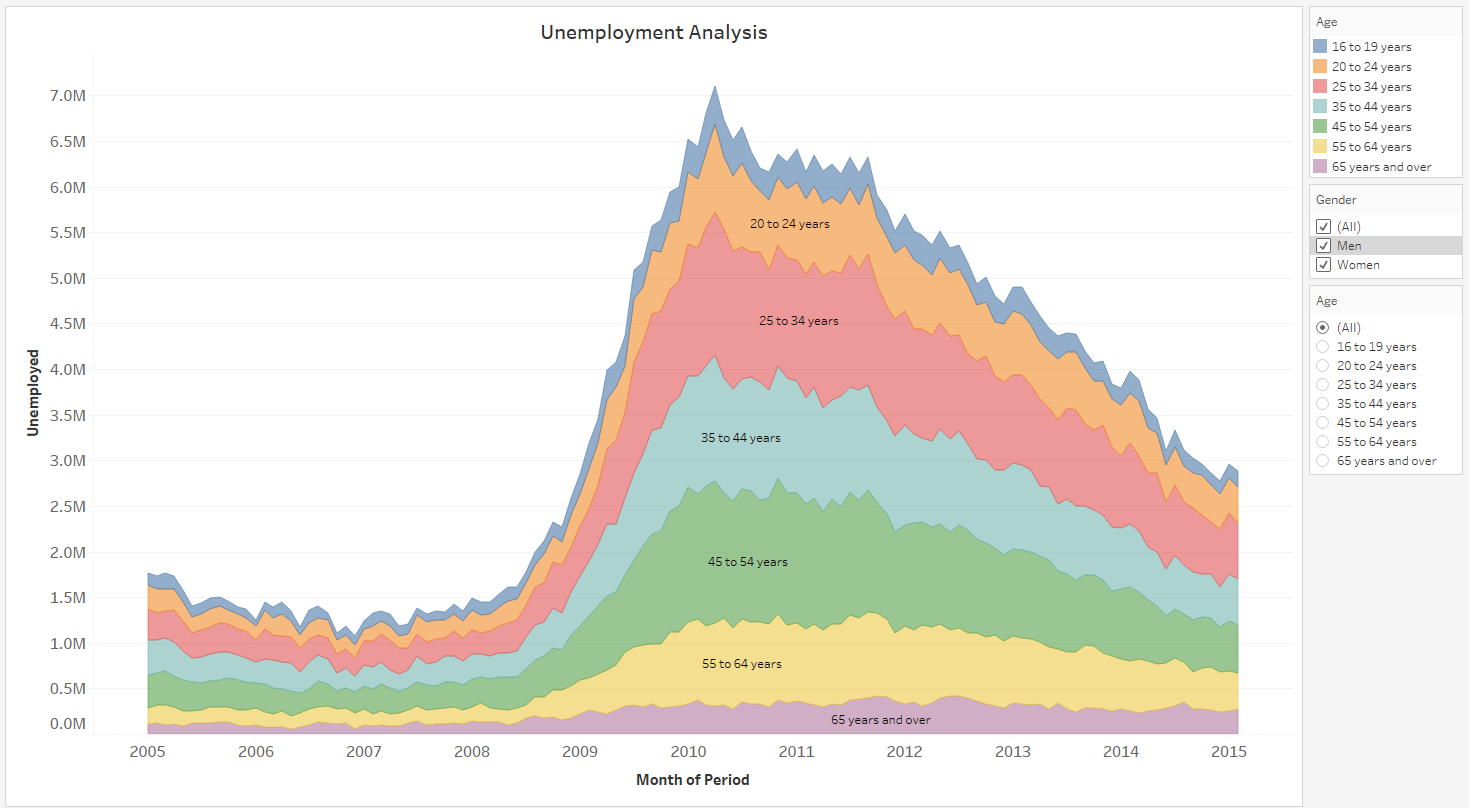 Unemployment Analysis
7.0M
6.5M
6.0M
5.5M
5.0M
4.5M
4.0M
3.5M
3.0M
2.5M
2.0M
1.5M
1.0M
0.5M
0.0M
Unemployed
20 to 24 years
25 to 34 years
35 to 44 years
45 to 54 years
55 to 64 years
65 years and over
2005 2006 2007 2008 2009 2010 2011 2012 2013 2014 2015
Month of Period
Age
16 to 19 years
20 to 24 years
25 to 34 years
35 to 44 years
45 to 54 years
55 to 64 years
65 years and over
Gender
(All)
Men
Women
Age
(All)
16 to 19 years
20 to 24 years
25 to 34 years
35 to 44 years
45 to 54 years
55 to 64 years
65 years and over